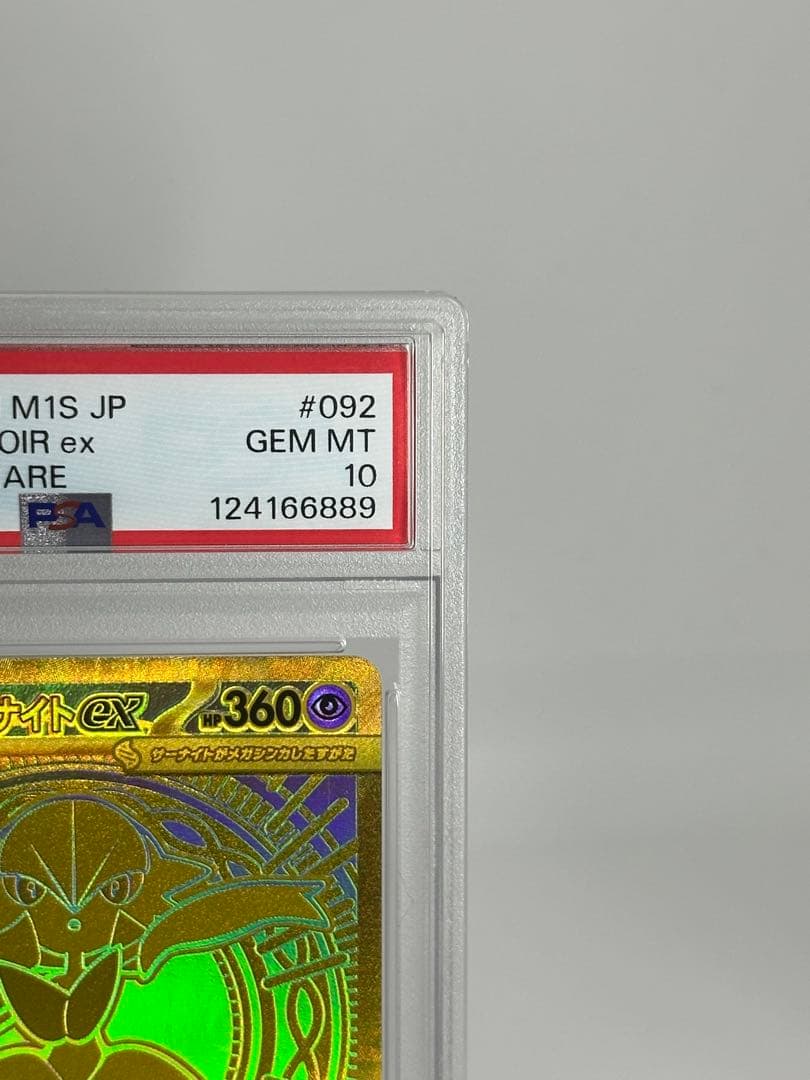 M1S JP #092
OIR ex GEM MT
ARE 10
PSA 124166889
ナイトex HP360
サーナイトがメガシンカしたすがた